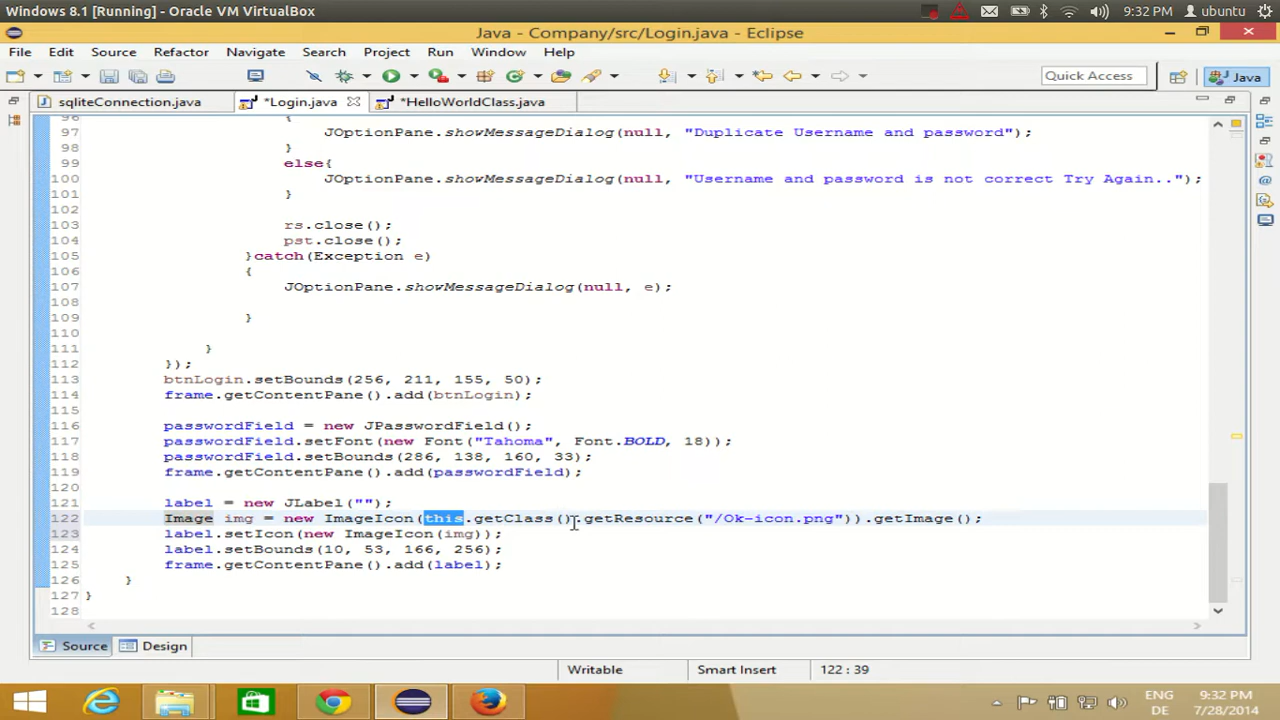 Windows 8.1 [Running] - Oracle VM VirtualBox
9:32 PM
ubuntu
Java - Company/src/Login.java - Eclipse
File Edit Source Refactor Navigate Search Project Run Window Help
Quick Access
Java
sqliteConnection.java
*Login.java
*HelloWorldClass.java
96 {
97 JOptionPane.showMessageDialog(null, "Duplicate Username and password");
98 }
99 else{
100 JOptionPane.showMessageDialog(null, "Username and password is not correct Try Again..");
101 }
102
103 rs.close();
104 pst.close();
105 }catch(Exception e)
106 {
107 JOptionPane.showMessageDialog(null, e);
108
109 }
110
111 }
112 });
113 btnLogin.setBounds(256, 211, 155, 50);
114 frame.getContentPane().add(btnLogin);
115
116 passwordField = new JPasswordField();
117 passwordField.setFont(new Font("Tahoma", Font.BOLD, 18));
118 passwordField.setBounds(286, 138, 160, 33);
119 frame.getContentPane().add(passwordField);
120
121 label = new JLabel("");
122 Image img = new ImageIcon(this.getClass().getResource("/Ok-icon.png")).getImage();
123 label.setIcon(new ImageIcon(img));
124 label.setBounds(10, 53, 166, 256);
125 frame.getContentPane().add(label);
126 }
127 }
128
Source Design
Writable
Smart Insert
122 : 39
ENG
DE
9:32 PM
7/28/2014